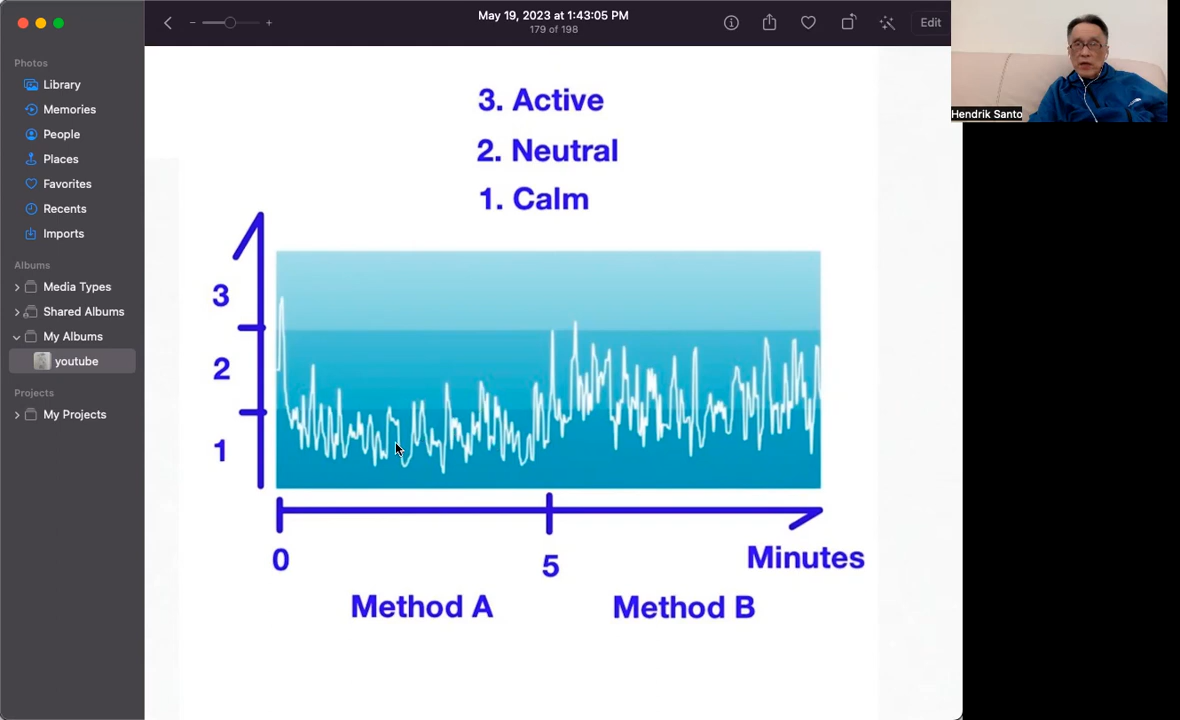 May 19, 2023 at 1:43:05 PM
179 of 198
Edit
Photos
Library
Memories
People
Places
Favorites
Recents
Imports
Albums
Media Types
Shared Albums
My Albums
youtube
Projects
My Projects
Hendrik Santo
3. Active
2. Neutral
1. Calm
3
2
1
0
5
Minutes
Method A
Method B